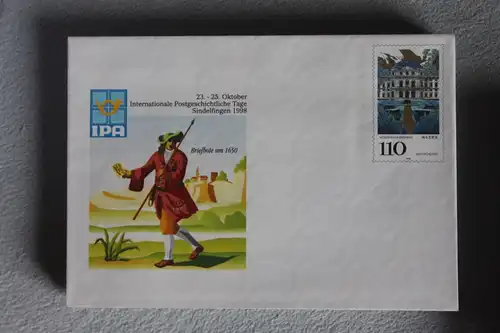 23. - 25. Oktober
Internationale Postgeschichtliche Tage
Sindelfingen 1998
IPA
Briefbote um 1650
110